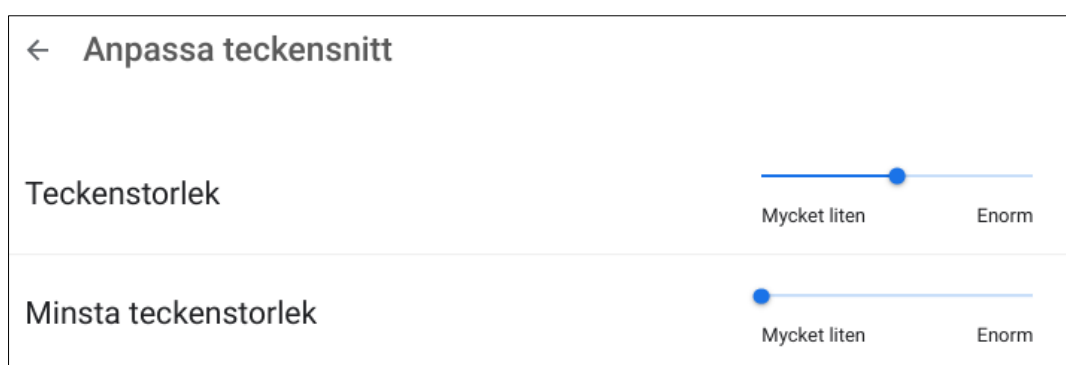 Anpassa teckensnitt
Teckenstorlek
Mycket liten Enorm
Minsta teckenstorlek
Mycket liten Enorm